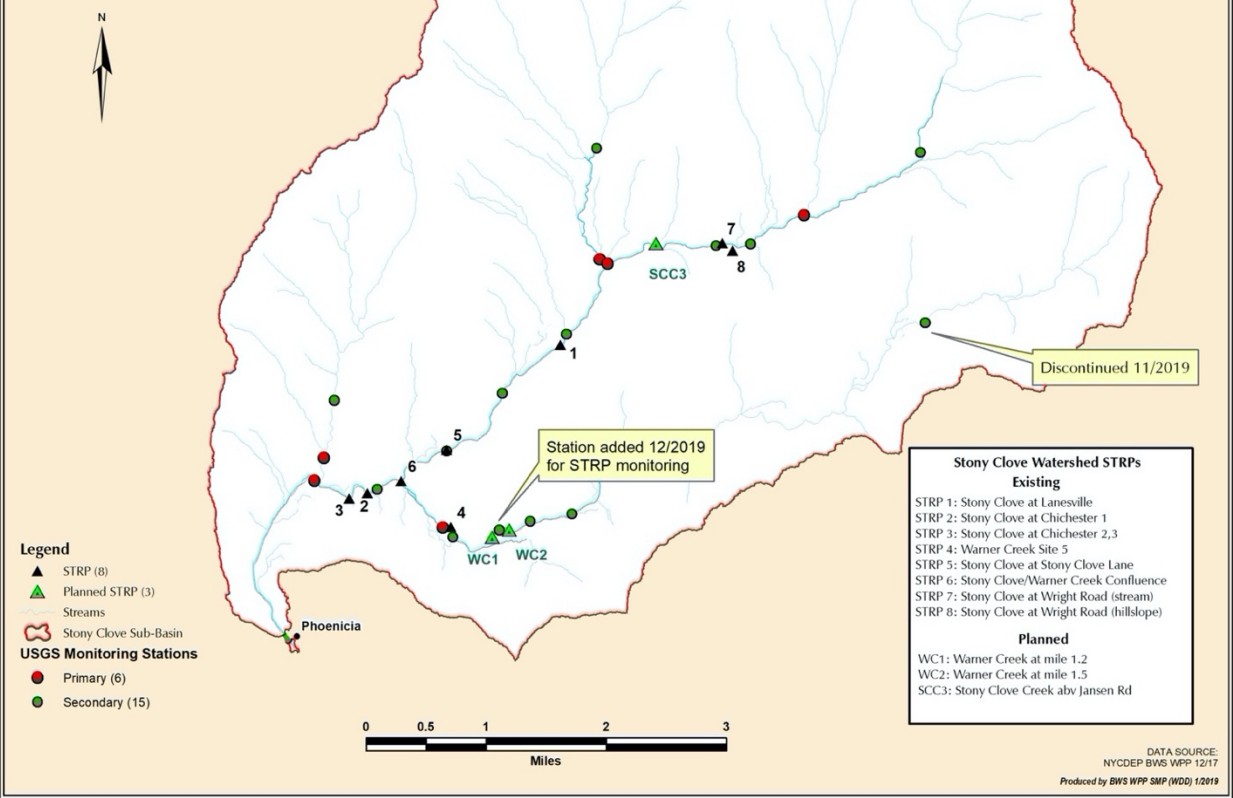 N
7
8
SCC3
1
Discontinued 11/2019
5
Station added 12/2019
for STRP monitoring
6
3
2
4
WC1
WC2
Stony Clove Watershed STRPs
Existing
STRP 1: Stony Clove at Lanesville
STRP 2: Stony Clove at Chichester 1
STRP 3: Stony Clove at Chichester 2,3
STRP 4: Warner Creek Site 5
STRP 5: Stony Clove at Stony Clove Lane
STRP 6: Stony Clove/Warner Creek Confluence
STRP 7: Stony Clove at Wright Road (stream)
STRP 8: Stony Clove at Wright Road (hillslope)
Planned
WC1: Warner Creek at mile 1.2
WC2: Warner Creek at mile 1.5
SCC3: Stony Clove Creek abv Jansen Rd
Legend
STRP (8)
Planned STRP (3)
Streams
Stony Clove Sub-Basin
USGS Monitoring Stations
Primary (6)
Secondary (15)
Phoenicia
0 0.5 1 2 3
Miles
DATA SOURCE:
NYCDEP BWS WPP 12/17
Produced by BWS WPP SMP (WDD) 1/2019